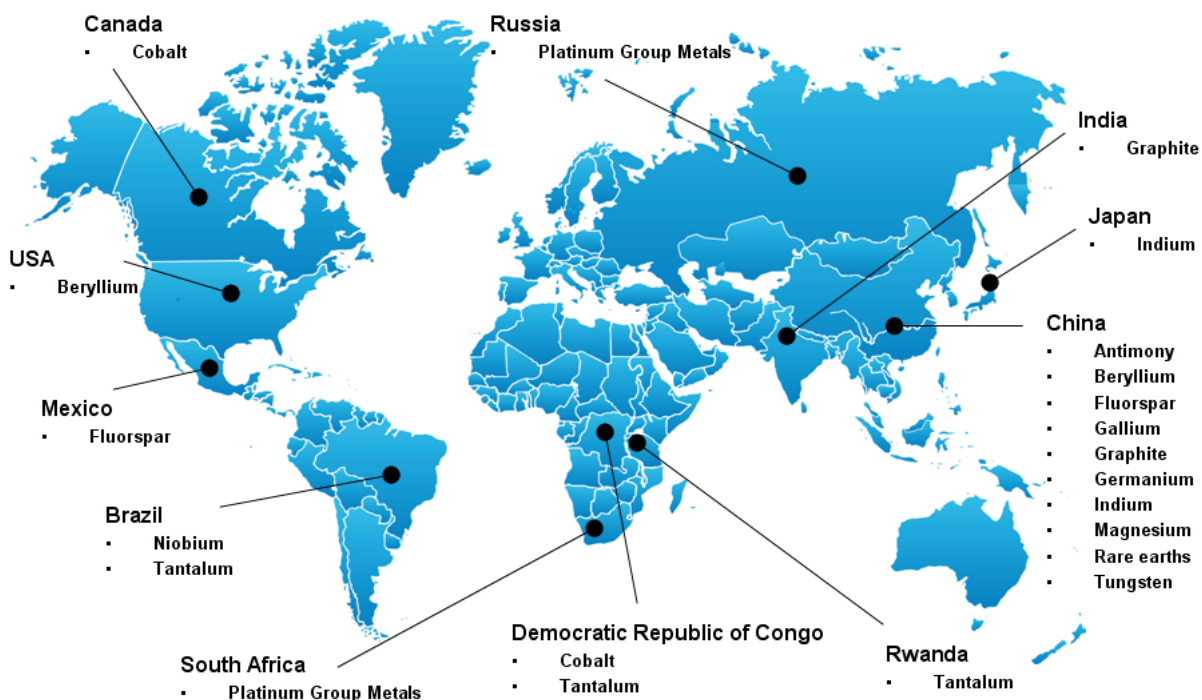 Canada
▪ Cobalt
Russia
▪ Platinum Group Metals
India
▪ Graphite
Japan
▪ Indium
USA
▪ Beryllium
China
▪ Antimony
▪ Beryllium
▪ Fluorspar
▪ Gallium
▪ Graphite
▪ Germanium
▪ Indium
▪ Magnesium
▪ Rare earths
▪ Tungsten
Mexico
▪ Fluorspar
Brazil
▪ Niobium
▪ Tantalum
South Africa
▪ Platinum Group Metals
Democratic Republic of Congo
▪ Cobalt
▪ Tantalum
Rwanda
▪ Tantalum